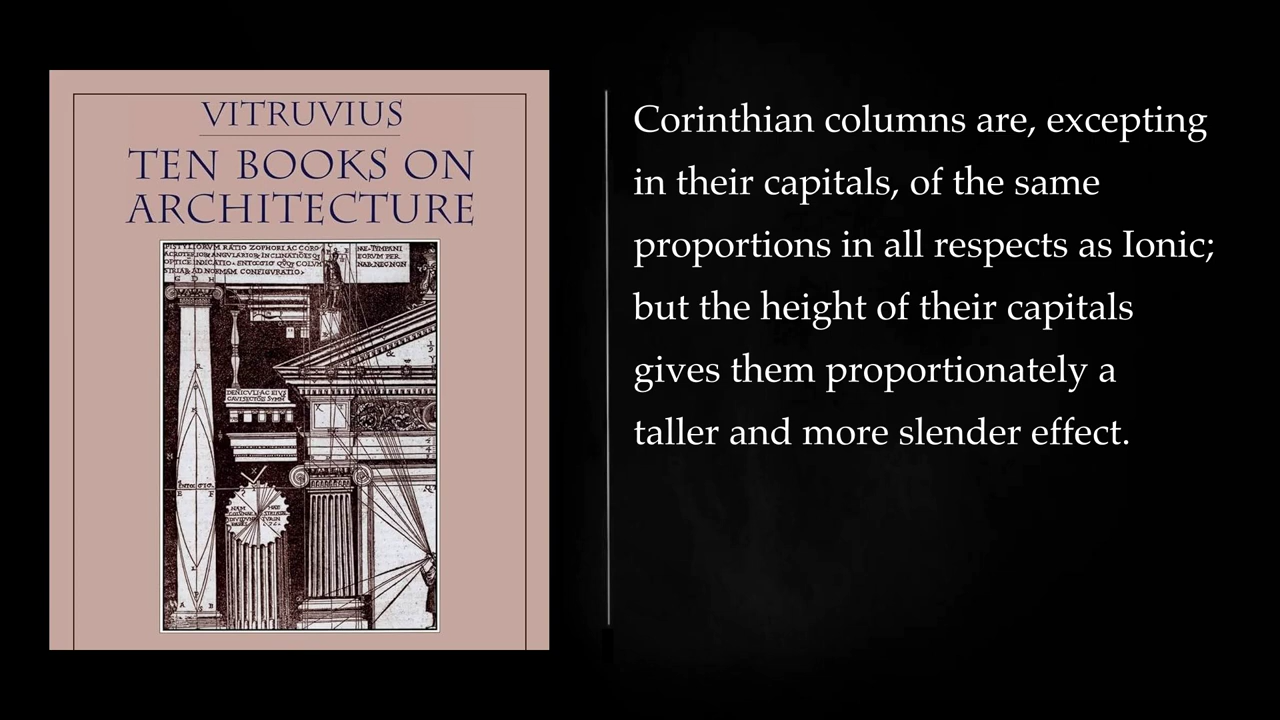 VITRUVIUS
TEN BOOKS ON
ARCHITECTURE
Corinthian columns are, excepting
in their capitals, of the same
proportions in all respects as Ionic;
but the height of their capitals
gives them proportionately a
taller and more slender effect.